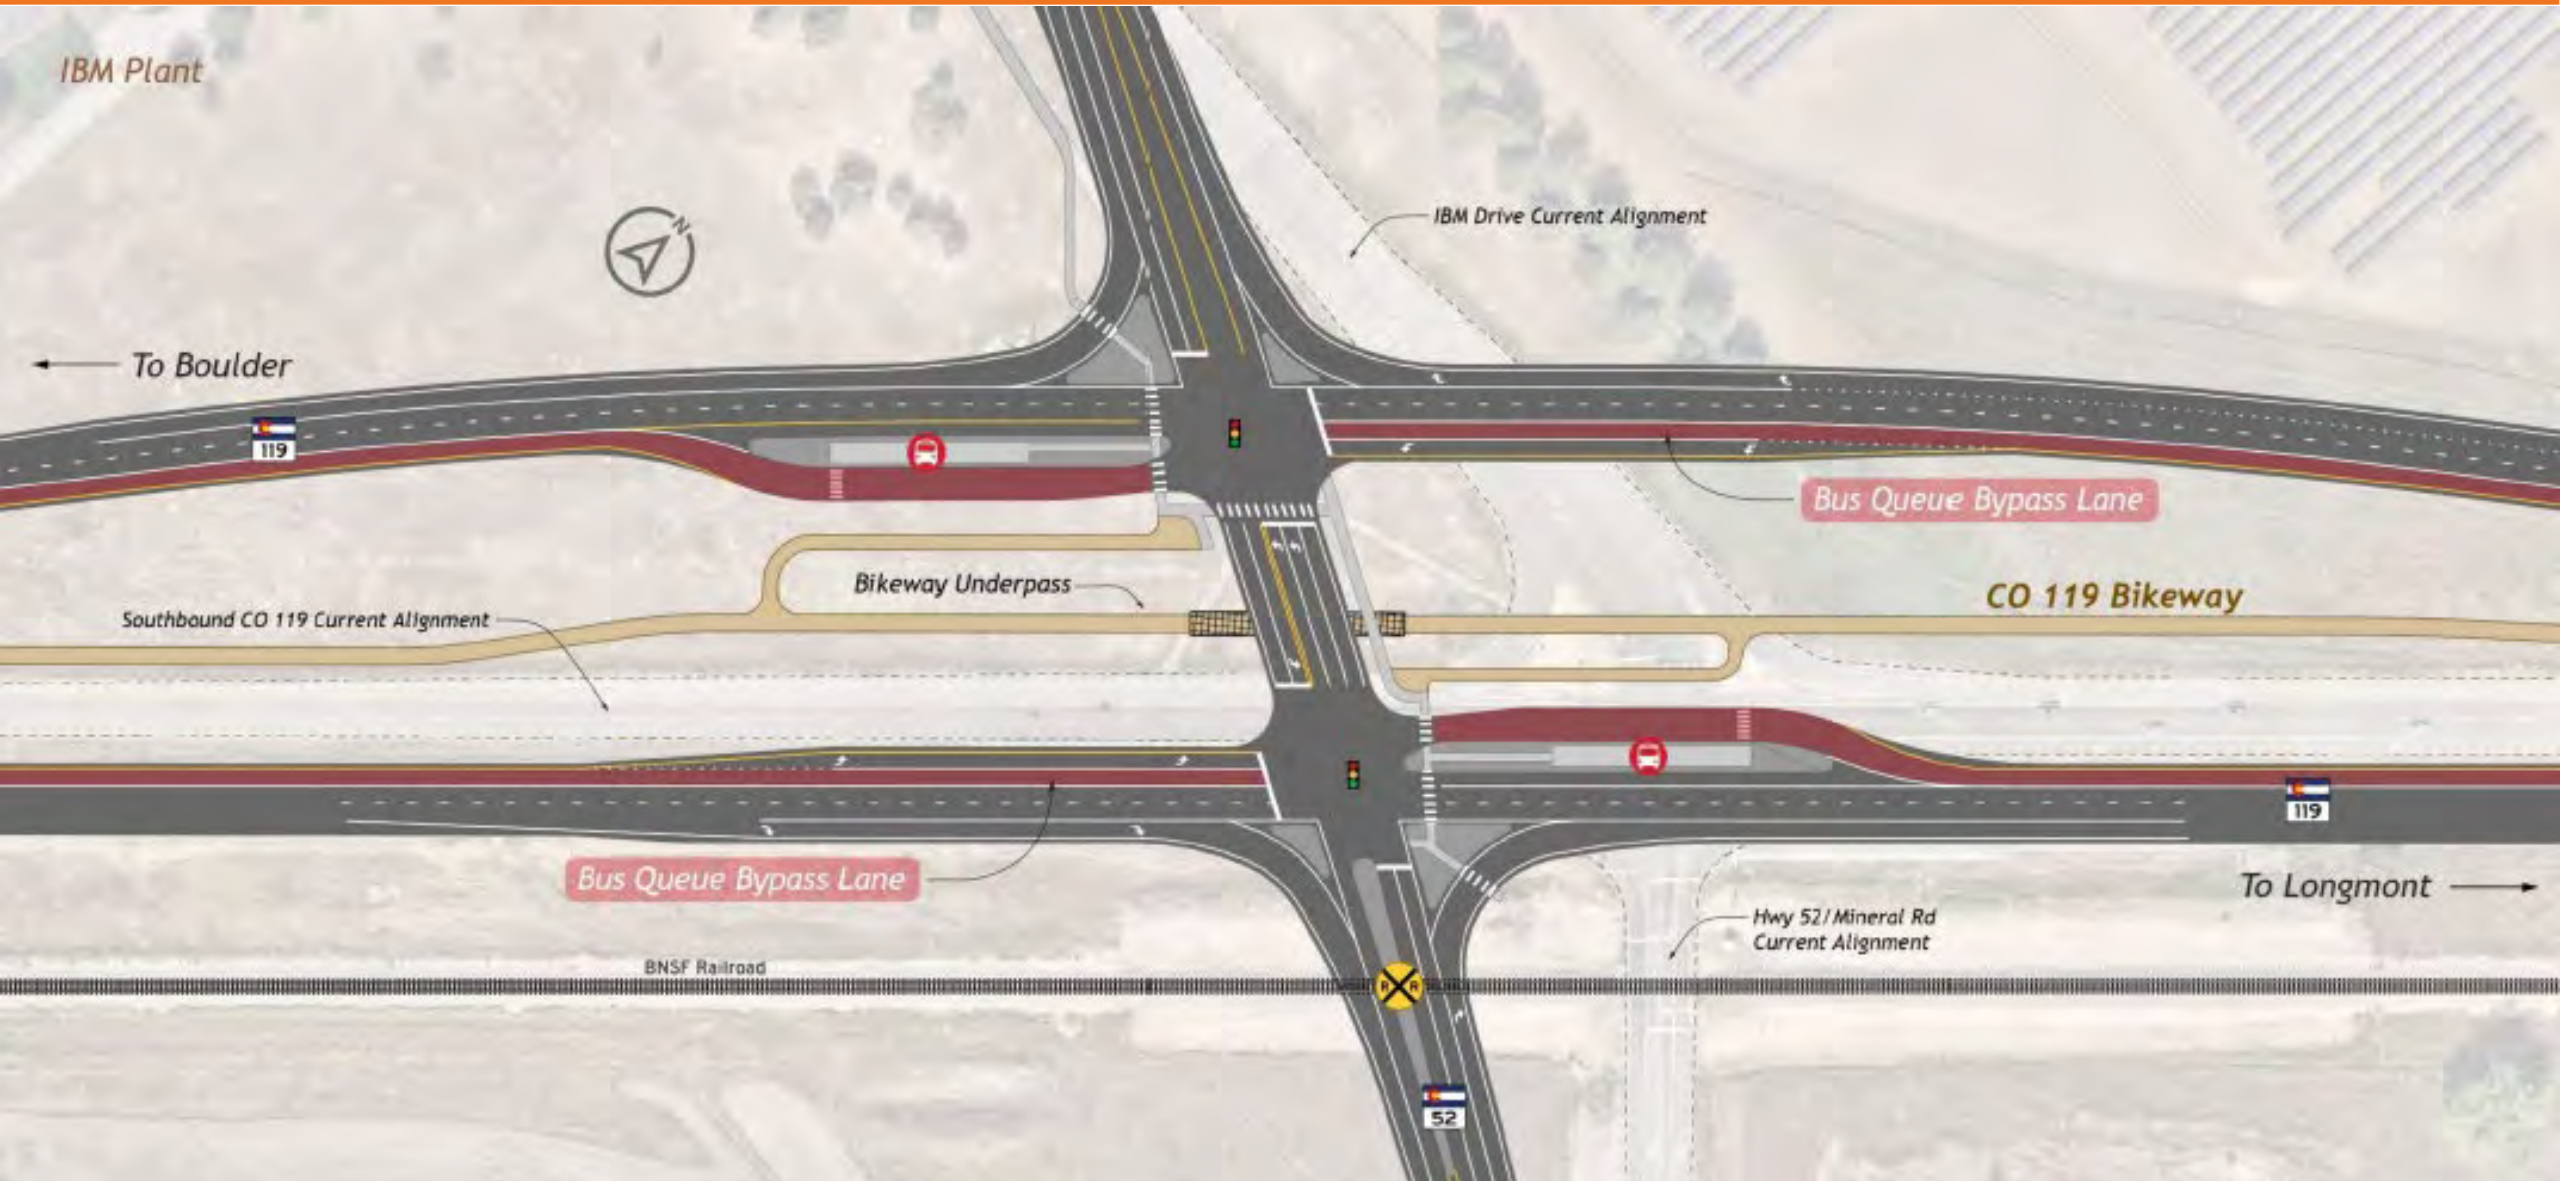 IBM Plant
N
IBM Drive Current Alignment
To Boulder
119
Bus Queue Bypass Lane
Bikeway Underpass
CO 119 Bikeway
Southbound CO 119 Current Alignment
119
Bus Queue Bypass Lane
To Longmont
Hwy 52/Mineral Rd
Current Alignment
BNSF Railroad
R R
52